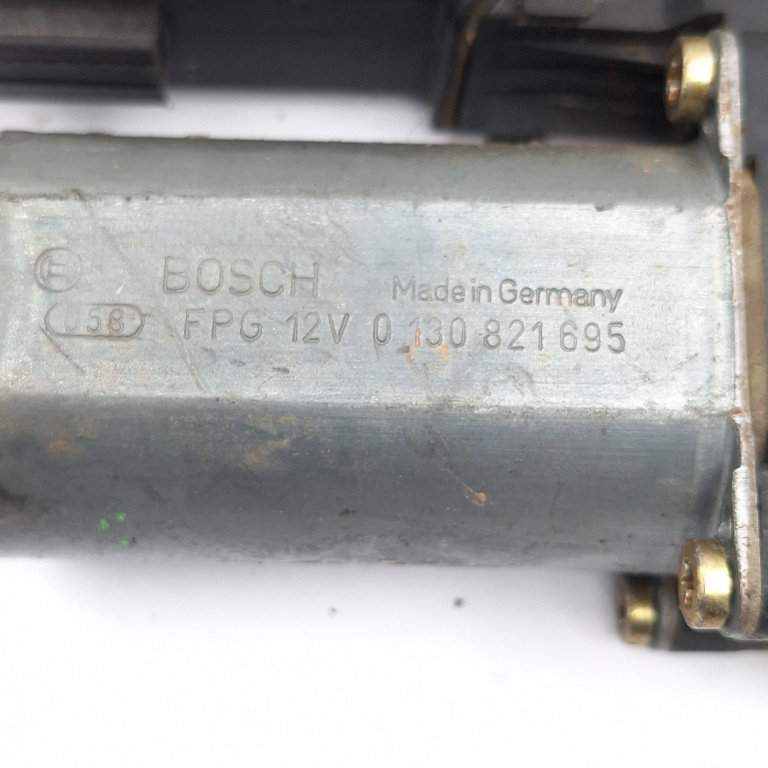 BOSCH Made in Germany
FPG 12V 0 130 821 695